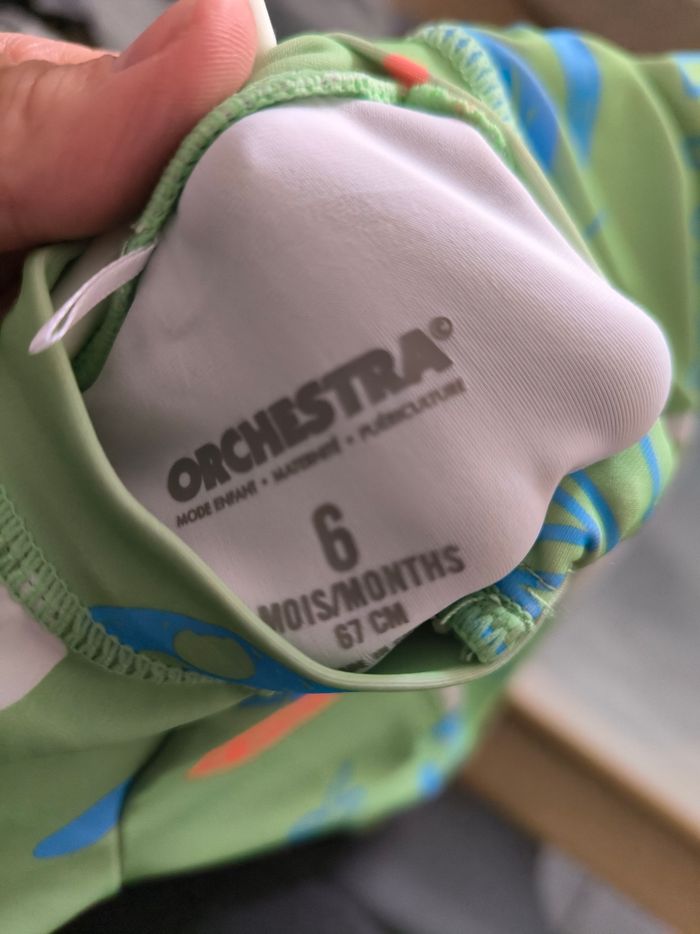 ORCHESTRA©
MODE ENFANT • MATERNITÉ • PUÉRICULTURE
6
MOIS/MONTHS
67 CM